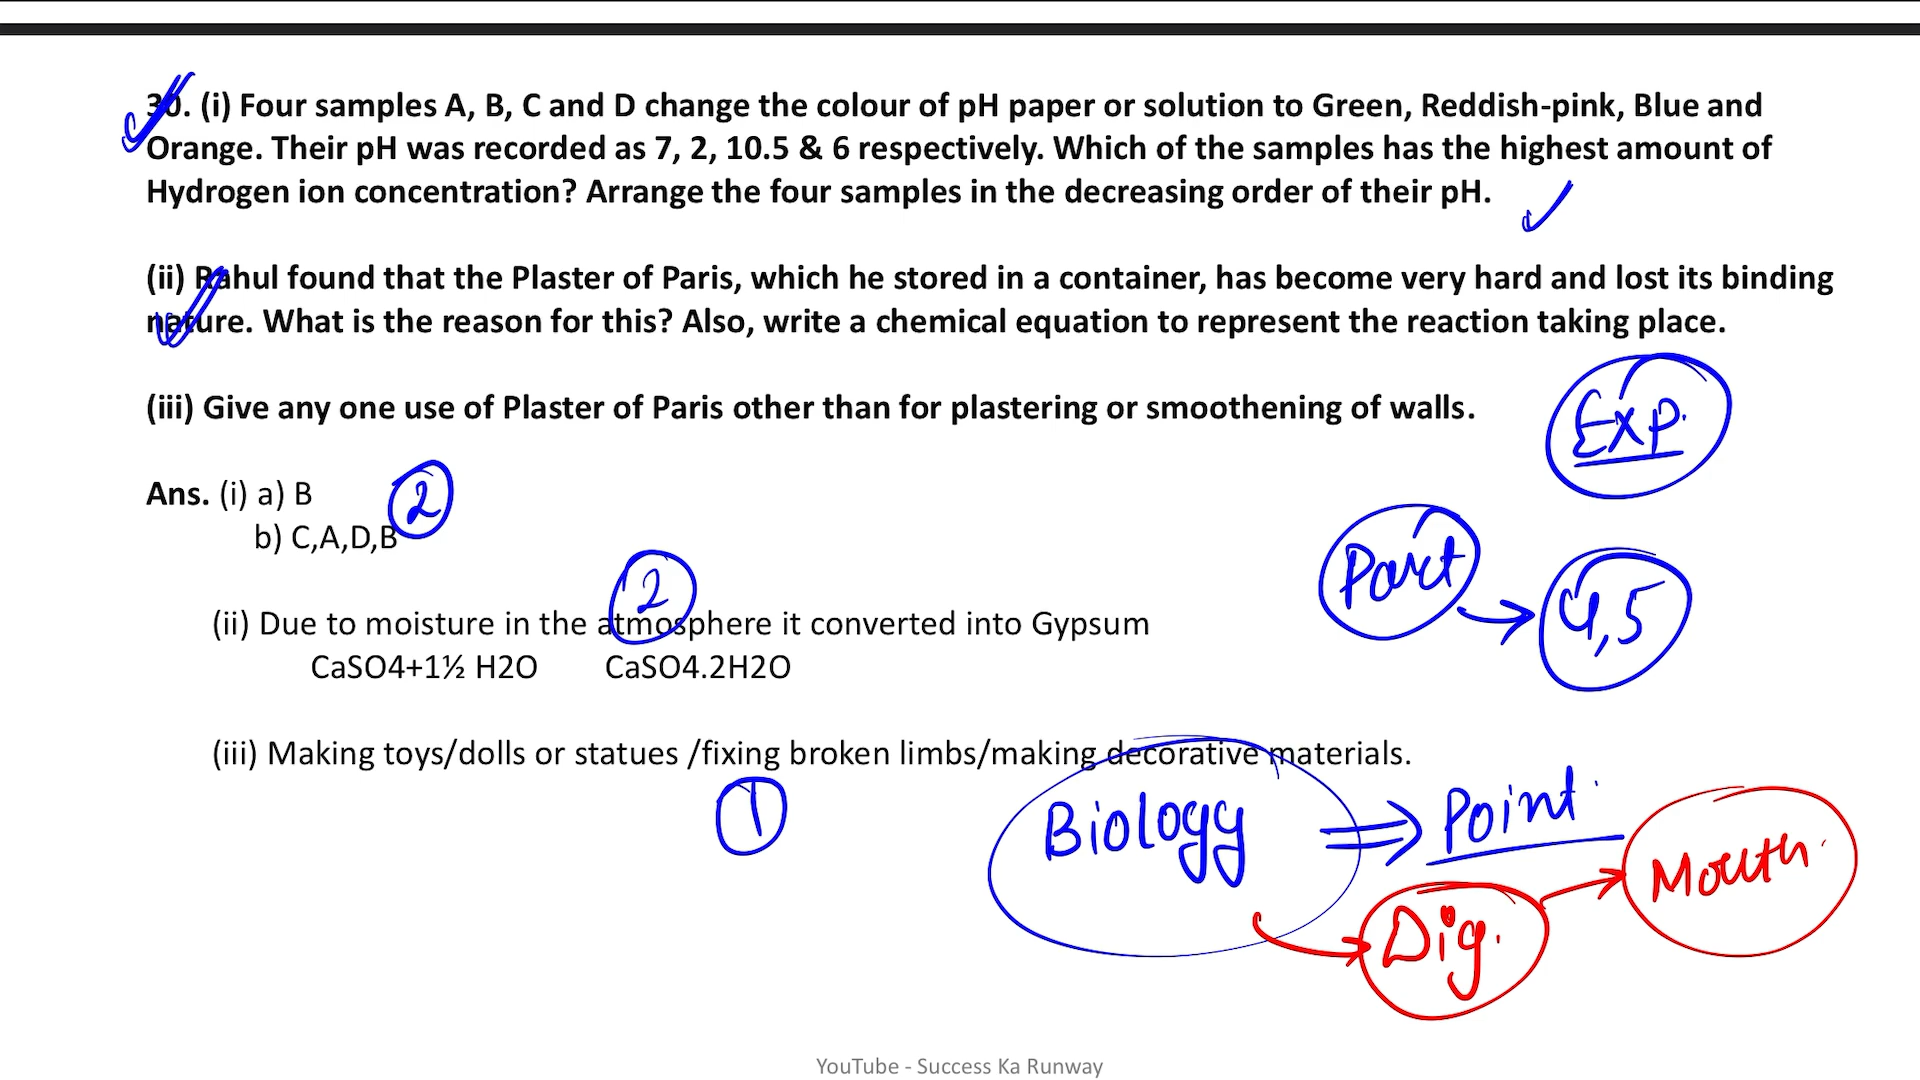 30. (i) Four samples A, B, C and D change the colour of pH paper or solution to Green, Reddish-pink, Blue and
Orange. Their pH was recorded as 7, 2, 10.5 & 6 respectively. Which of the samples has the highest amount of
Hydrogen ion concentration? Arrange the four samples in the decreasing order of their pH.
(ii) Rahul found that the Plaster of Paris, which he stored in a container, has become very hard and lost its binding
nature. What is the reason for this? Also, write a chemical equation to represent the reaction taking place.
(iii) Give any one use of Plaster of Paris other than for plastering or smoothening of walls.
Exp.
Ans. (i) a) B
2
b) C,A,D,B
Part
4,5
2
(ii) Due to moisture in the atmosphere it converted into Gypsum
CaSO4+1½ H2O CaSO4.2H2O
(iii) Making toys/dolls or statues /fixing broken limbs/making decorative materials.
1
Biology ⇒ Point.
Mouth.
Dig.
YouTube - Success Ka Runway